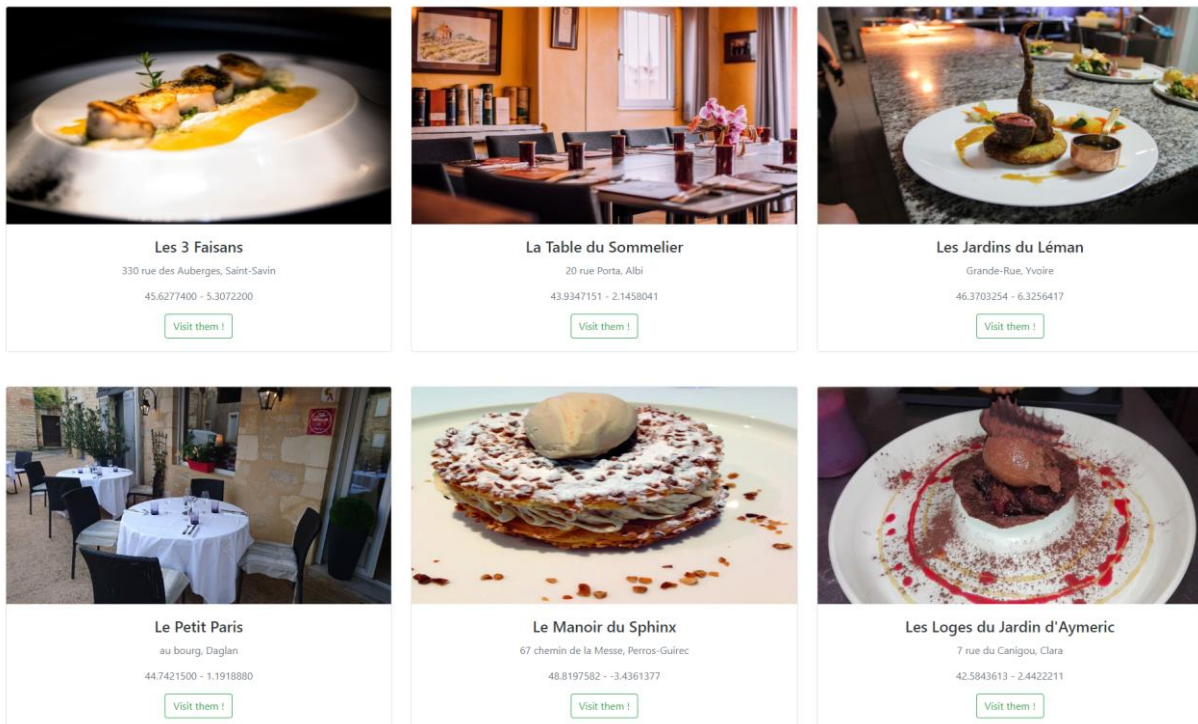 Les 3 Faisans
330 rue des Auberges, Saint-Savin
45.6277400 - 5.3072200
Visit them !
La Table du Sommelier
20 rue Porta, Albi
43.9347151 - 2.1458041
Visit them !
Les Jardins du Léman
Grande-Rue, Yvoire
46.3703254 - 6.3256417
Visit them !
Le Petit Paris
au bourg, Daglan
44.7421500 - 1.1918880
Visit them !
Le Manoir du Sphinx
67 chemin de la Messe, Perros-Guirec
48.8197582 - -3.4361377
Visit them !
Les Loges du Jardin d'Aymeric
7 rue du Canigou, Clara
42.5843613 - 2.4422211
Visit them !